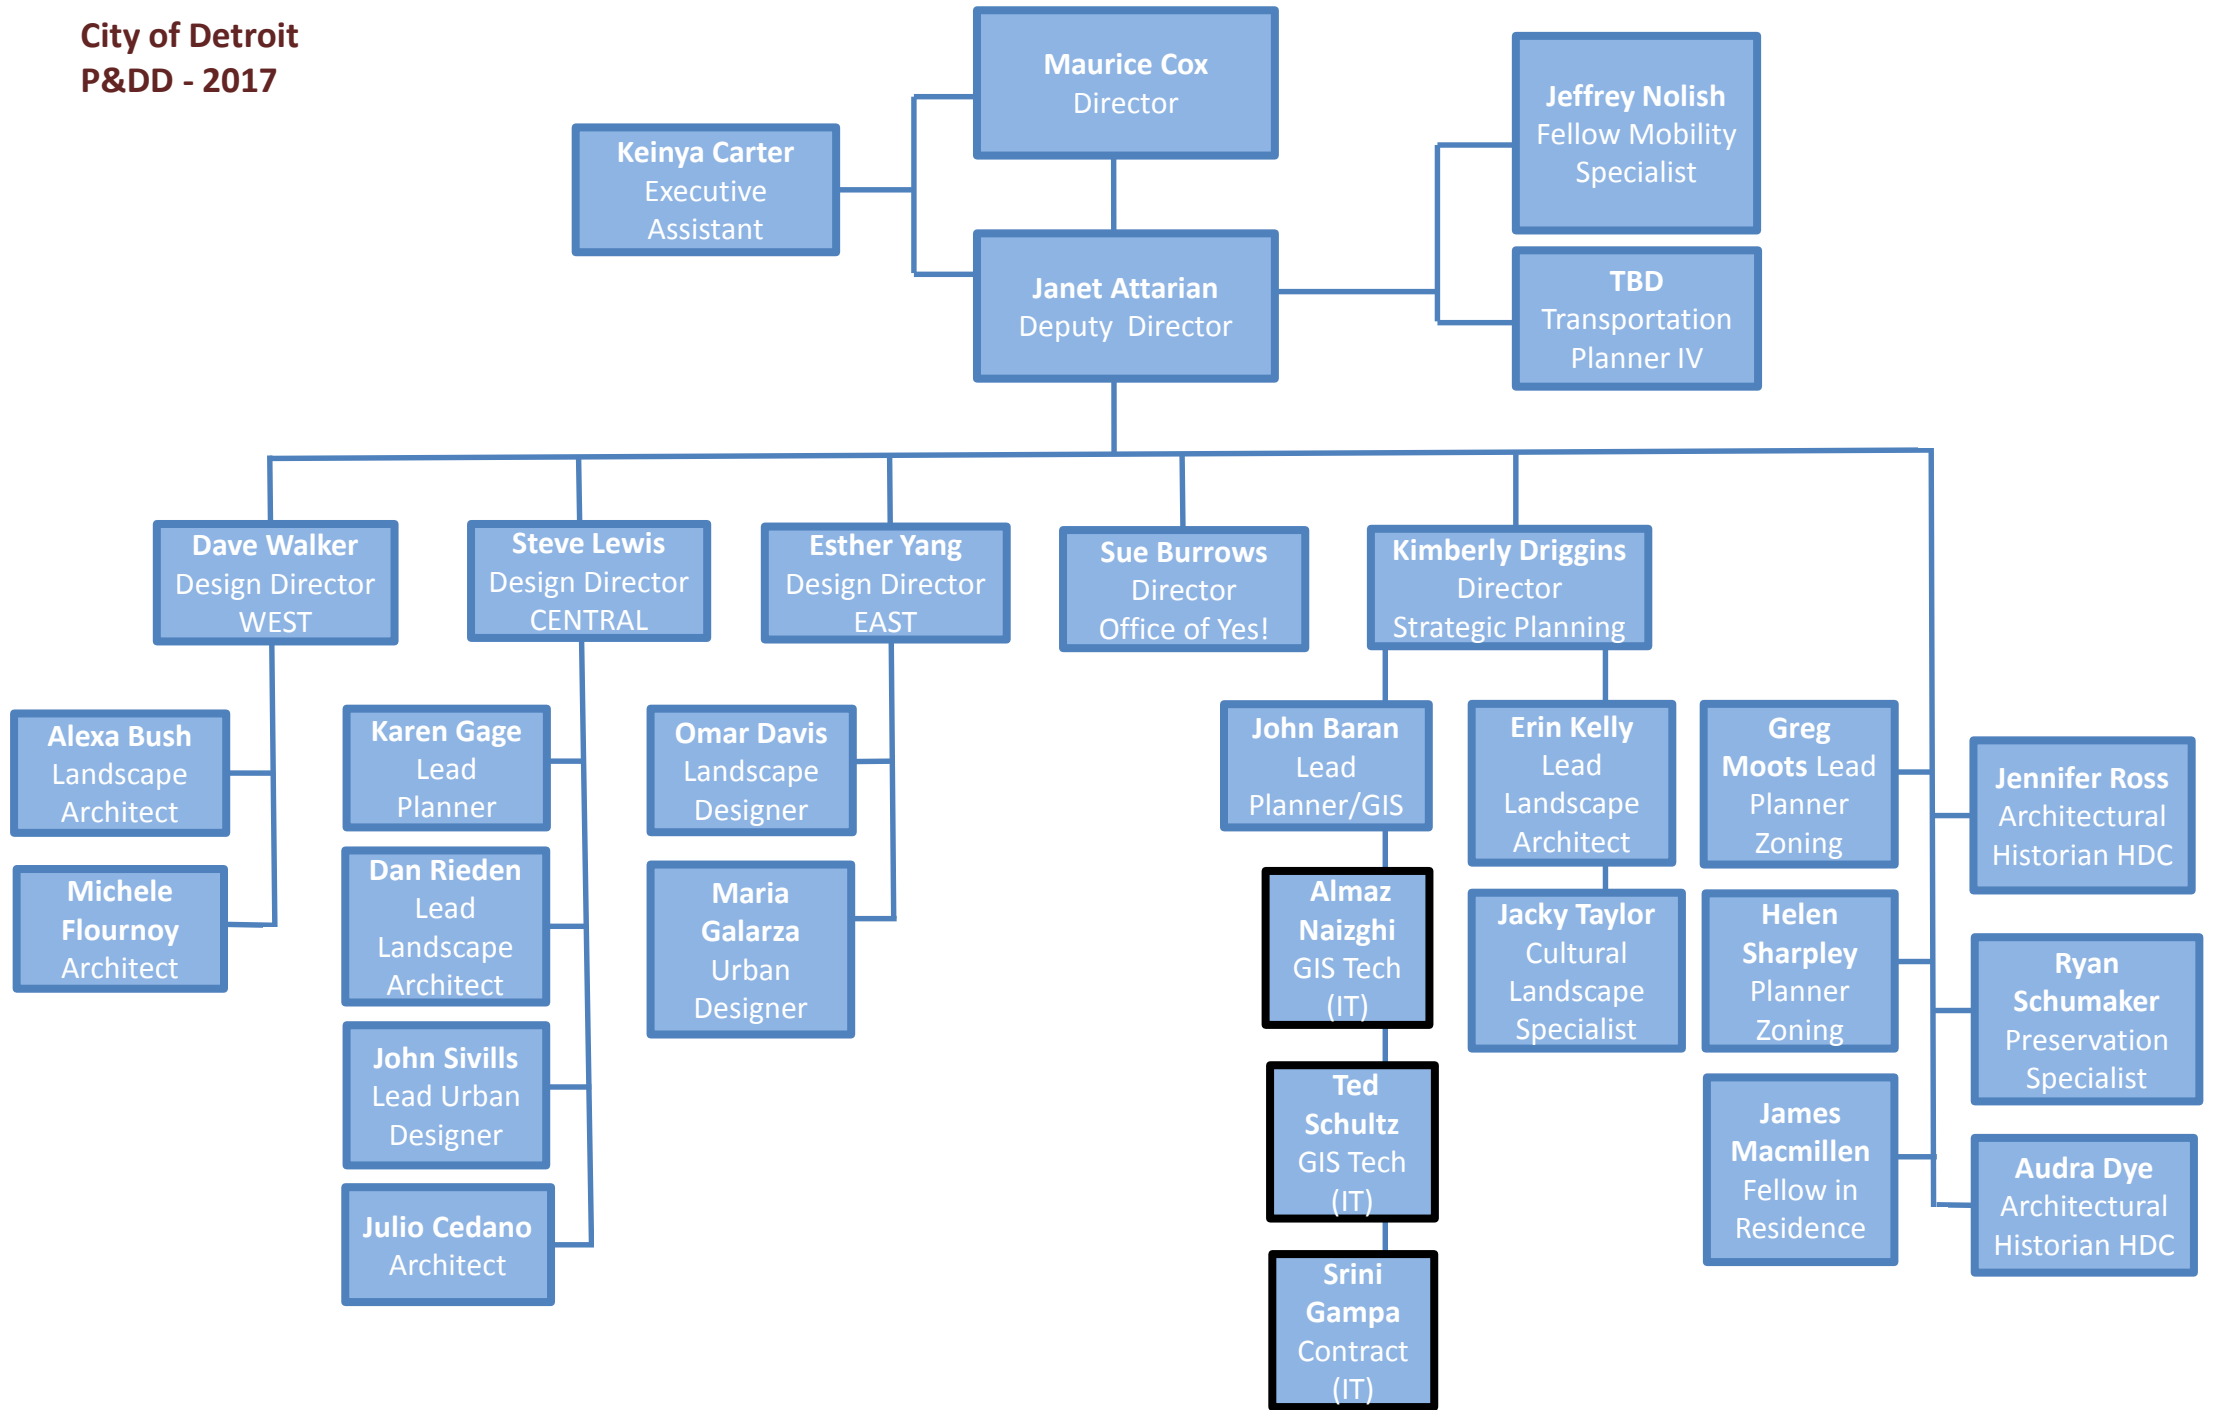 City of Detroit
P&DD - 2017
Maurice Cox
Director
Jeffrey Nolish
Fellow Mobility
Specialist
Keinya Carter
Executive
Assistant
Janet Attarian
Deputy  Director
TBD
Transportation
Planner IV
Dave Walker
Design Director
WEST
Steve Lewis
Design Director
CENTRAL
Esther Yang
Design Director
EAST
Sue Burrows
Director
Office of Yes!
Kimberly Driggins
Director
Strategic Planning
Alexa Bush
Landscape
Architect
Michele
Flournoy
Architect
Karen Gage
Lead
Planner
Dan Rieden
Lead
Landscape
Architect
John Sivills
Lead Urban
Designer
Julio Cedano
Architect
Omar Davis
Landscape
Designer
Maria
Galarza
Urban
Designer
John Baran
Lead
Planner/GIS
Almaz
Naizghi
GIS Tech
(IT)
Ted
Schultz
GIS Tech
(IT)
Srini
Gampa
Contract
(IT)
Erin Kelly
Lead
Landscape
Architect
Jacky Taylor
Cultural
Landscape
Specialist
Greg
Moots Lead
Planner
Zoning
Helen
Sharpley
Planner
Zoning
James
Macmillen
Fellow in
Residence
Jennifer Ross
Architectural
Historian HDC
Ryan
Schumaker
Preservation
Specialist
Audra Dye
Architectural
Historian HDC